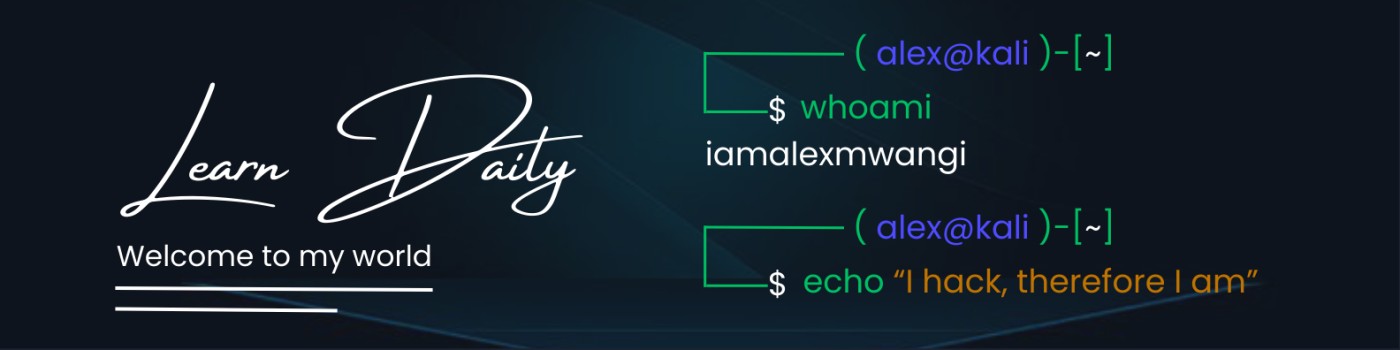 Learn Daily
Welcome to my world
( alex@kali )-[~]
$ whoami
iamalexmwangi
( alex@kali )-[~]
$ echo “I hack, therefore I am”